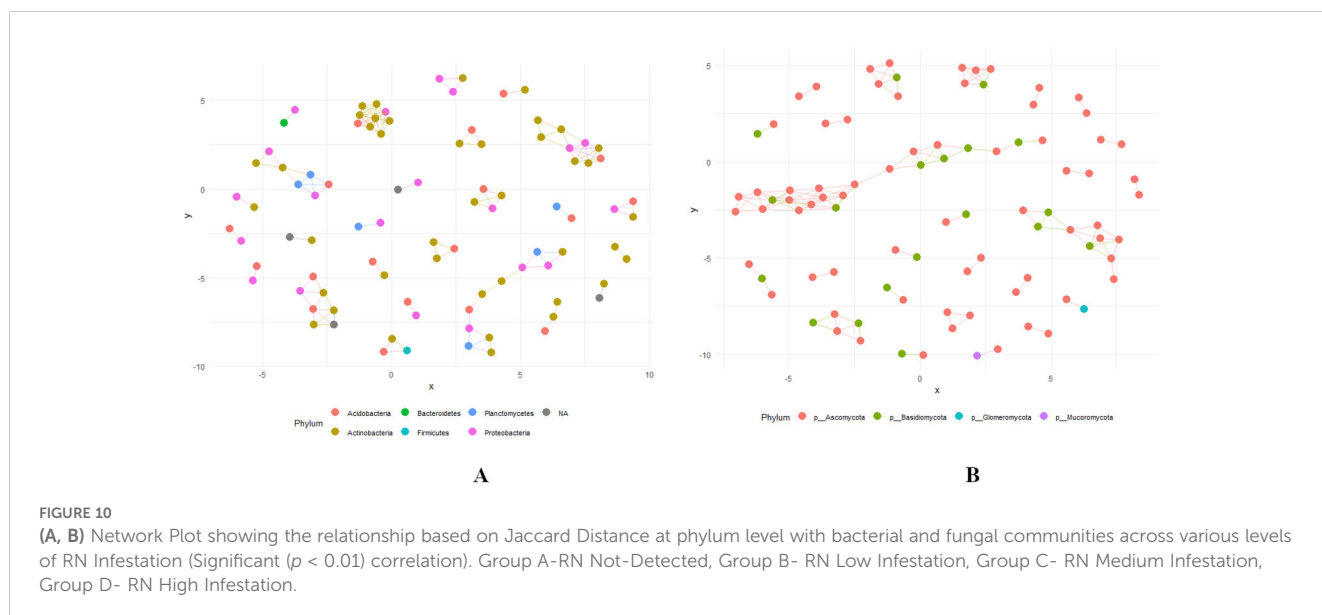 5
0
y
-5
-10
-5
0
5
10
x
Phylum
Acidobacteria
Bacteroidetes
Planctomycetes
NA
Actinobacteria
Firmicutes
Proteobacteria
A
5
0
y
-5
-10
-5
0
5
x
Phylum
p__Ascomycota
p__Basidiomycota
p__Glomeromycota
p__Mucoromycota
B
FIGURE 10
(A, B) Network Plot showing the relationship based on Jaccard Distance at phylum level with bacterial and fungal communities across various levels
of RN Infestation (Significant (p < 0.01) correlation). Group A-RN Not-Detected, Group B- RN Low Infestation, Group C- RN Medium Infestation,
Group D- RN High Infestation.